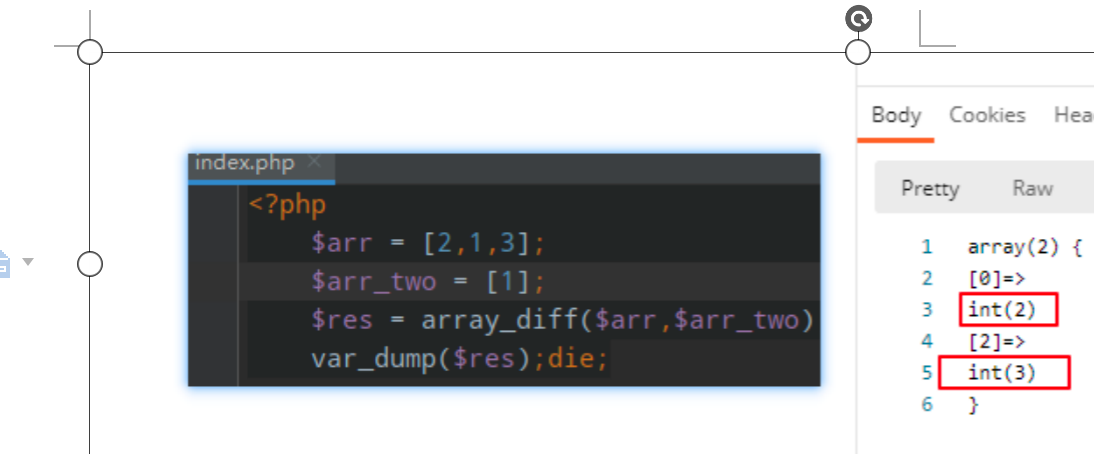 index.php ×
<?php
$arr = [2,1,3];
$arr_two = [1];
$res = array_diff($arr,$arr_two)
var_dump($res);die;
Body Cookies Hea
Pretty Raw
1 array(2) {
2 [0]=>
3 int(2)
4 [2]=>
5 int(3)
6 }